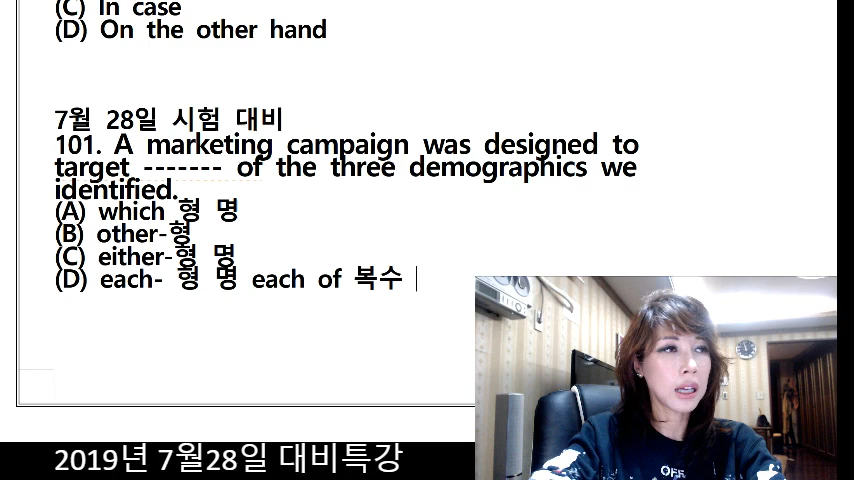 (C) In case
(D) On the other hand
7월 28일 시험 대비
101. A marketing campaign was designed to
target ------- of the three demographics we
identified.
(A) which 형 명
(B) other-형
(C) either-형 명
(D) each- 형 명 each of 복수
OFF
2019년 7월28일 대비특강